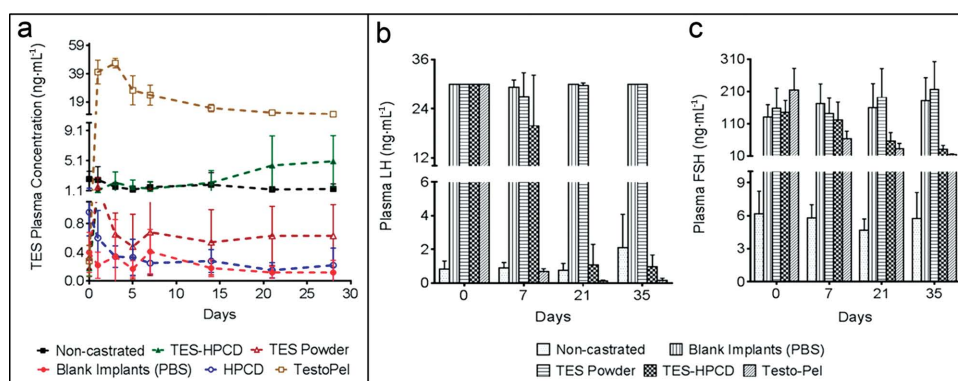 a
TES Plasma Concentration (ng·mL-1)
59
39
19
9.1
5.1
1.1
0.8
0.4
0.0
0 5 10 15 20 25 30
Days
Non-castrated TES-HPCD TES Powder
Blank Implants (PBS) HPCD TestoPel
b
Plasma LH (ng·mL-1)
36
24
12
6
4
2
0
0 7 21 35
Days
c
Plasma FSH (ng·mL-1)
310
210
110
10
9
6
3
0
0 7 21 35
Days
Non-castrated Blank Implants (PBS)
TES Powder TES-HPCD Testo-Pel